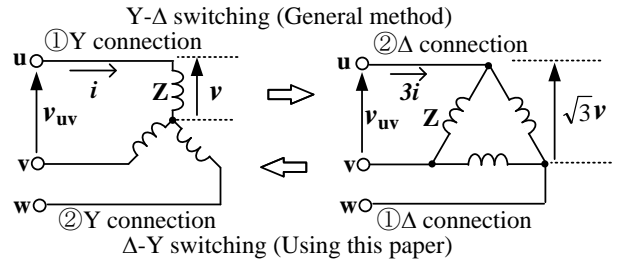 Y-Δ switching (General method)
①Y connection
②Δ connection
u
i
Z
v
v_uv
v
w
②Y connection
u
3i
Z
√3v
v_uv
v
w
①Δ connection
Δ-Y switching (Using this paper)